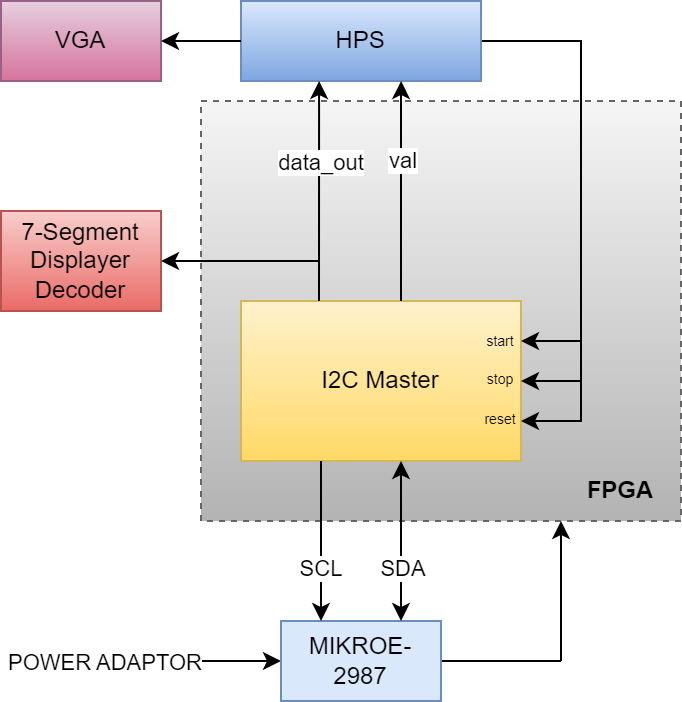 VGA
HPS
data_out
val
7-Segment
Displayer
Decoder
start
I2C Master
stop
reset
FPGA
SCL
SDA
MIKROE-
2987
POWER ADAPTOR